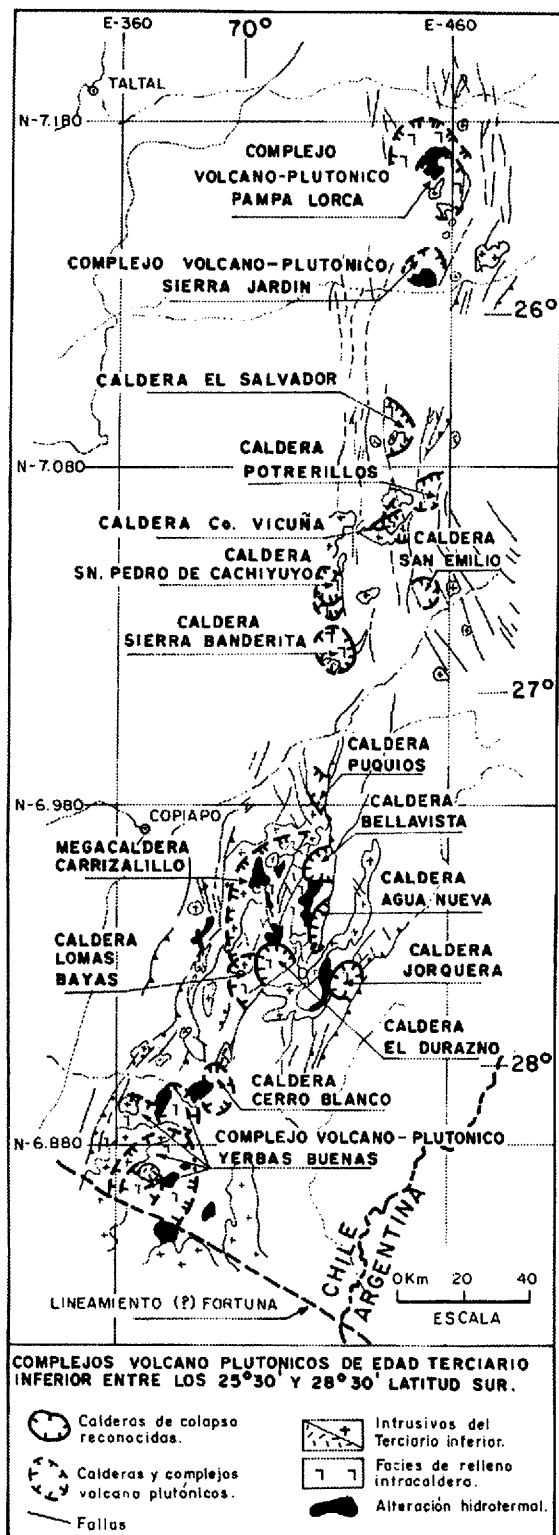 E-360 70° E-460
TALTAL
N-7.180
COMPLEJO
VOLCANO-PLUTONICO
PAMPA LORCA
COMPLEJO VOLCANO-PLUTONICO
SIERRA JARDIN
26°
CALDERA EL SALVADOR
CALDERA
POTRERILLOS
N-7.080
CALDERA Co. VICUÑA
CALDERA
SAN EMILIO
CALDERA
SN. PEDRO DE CACHIYUYO
CALDERA
SIERRA BANDERITA
27°
CALDERA
PUQUIOS
N-6.980
COPIAPO
CALDERA
BELLAVISTA
MEGACALDERA
CARRIZALILLO
CALDERA
AGUA NUEVA
CALDERA
LOMAS
BAYAS
CALDERA
JORQUERA
CALDERA
EL DURAZNO
28°
CALDERA
CERRO BLANCO
N-6.880
COMPLEJO VOLCANO-PLUTONICO
YERBAS BUENAS
CHILE
ARGENTINA
0Km 20 40
ESCALA
LINEAMIENTO (?) FORTUNA
COMPLEJOS VOLCANO PLUTONICOS DE EDAD TERCIARIO
INFERIOR ENTRE LOS 25°30' Y 28°30' LATITUD SUR.
Calderas de colapso
reconocidas.
Calderas y complejos
volcano plutónicos.
Fallas
Intrusivos del
Terciario inferior.
Facies de relleno
intracaldera.
Alteración hidrotermal.